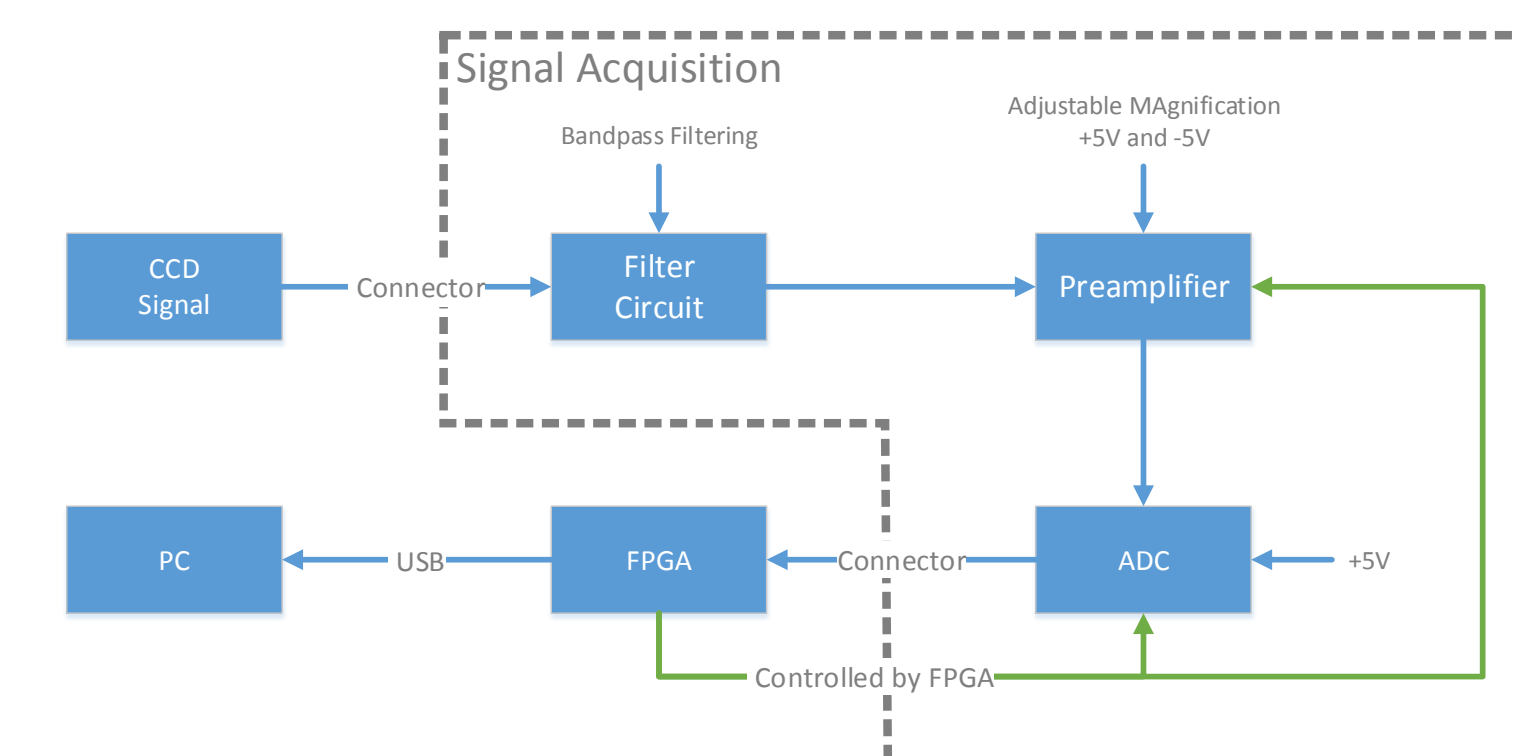 Signal Acquisition
Adjustable MAgnification
+5V and -5V
Bandpass Filtering
CCD
Signal
Connector
Filter
Circuit
Preamplifier
PC
USB
FPGA
Connector
ADC
+5V
Controlled by FPGA